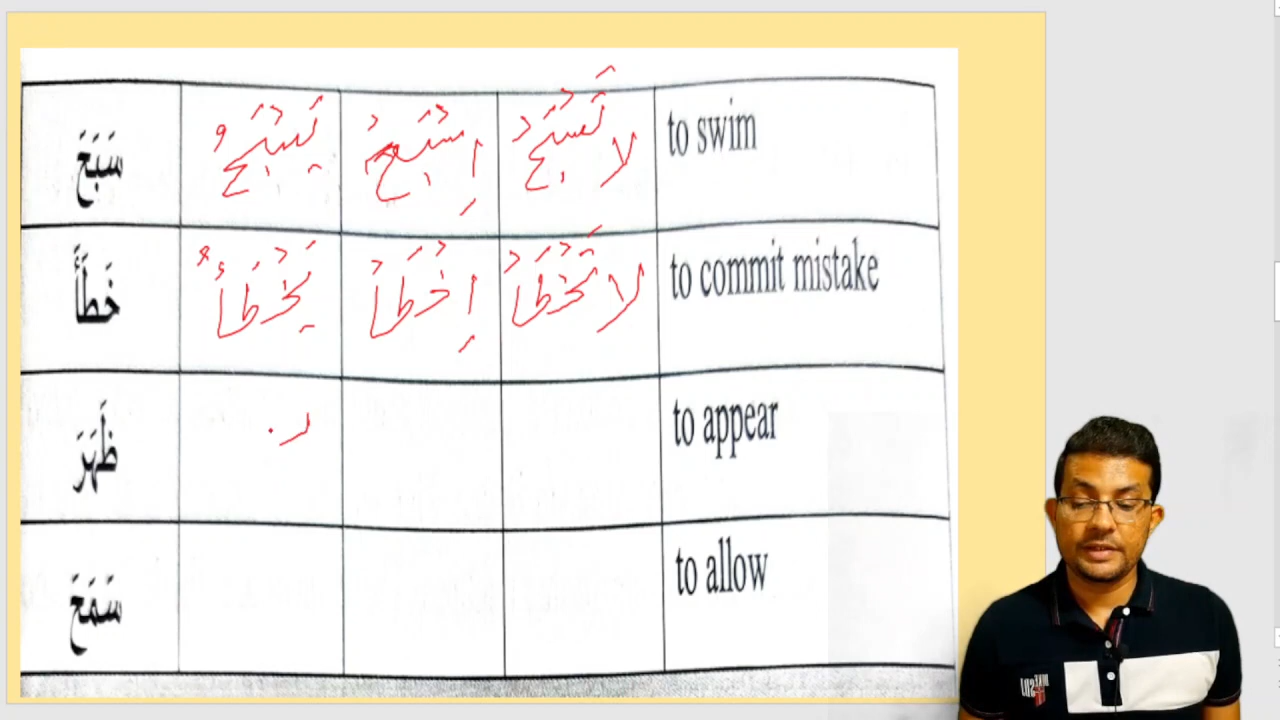 سَبَحَ يَسْبَحُ اِسْبَحْ لَا تَسْبَحْ to swim
خَطَأَ يَخْطَأُ اِخْطَأْ لَا تَخْطَأْ to commit mistake
ظَهَرَ to appear
سَمَحَ to allow